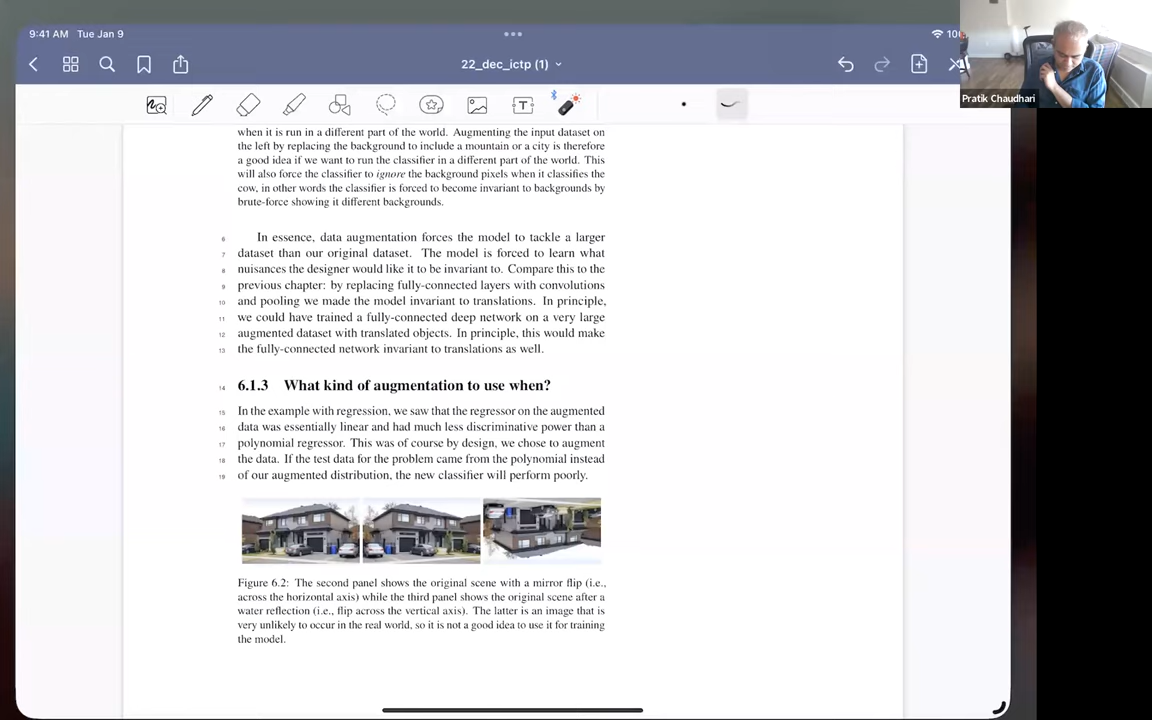 9:41 AM Tue Jan 9
22_dec_ictp (1)
Pratik Chaudhari
when it is run in a different part of the world. Augmenting the input dataset on
the left by replacing the background to include a mountain or a city is therefore
a good idea if we want to run the classifier in a different part of the world. This
will also force the classifier to ignore the background pixels when it classifies the
cow, in other words the classifier is forced to become invariant to backgrounds by
brute-force showing it different backgrounds.
6 In essence, data augmentation forces the model to tackle a larger
7 dataset than our original dataset. The model is forced to learn what
8 nuisances the designer would like it to be invariant to. Compare this to the
9 previous chapter: by replacing fully-connected layers with convolutions
10 and pooling we made the model invariant to translations. In principle,
11 we could have trained a fully-connected deep network on a very large
12 augmented dataset with translated objects. In principle, this would make
13 the fully-connected network invariant to translations as well.
14 6.1.3 What kind of augmentation to use when?
15 In the example with regression, we saw that the regressor on the augmented
16 data was essentially linear and had much less discriminative power than a
17 polynomial regressor. This was of course by design, we chose to augment
18 the data. If the test data for the problem came from the polynomial instead
19 of our augmented distribution, the new classifier will perform poorly.
Figure 6.2: The second panel shows the original scene with a mirror flip (i.e.,
across the horizontal axis) while the third panel shows the original scene after a
water reflection (i.e., flip across the vertical axis). The latter is an image that is
very unlikely to occur in the real world, so it is not a good idea to use it for training
the model.